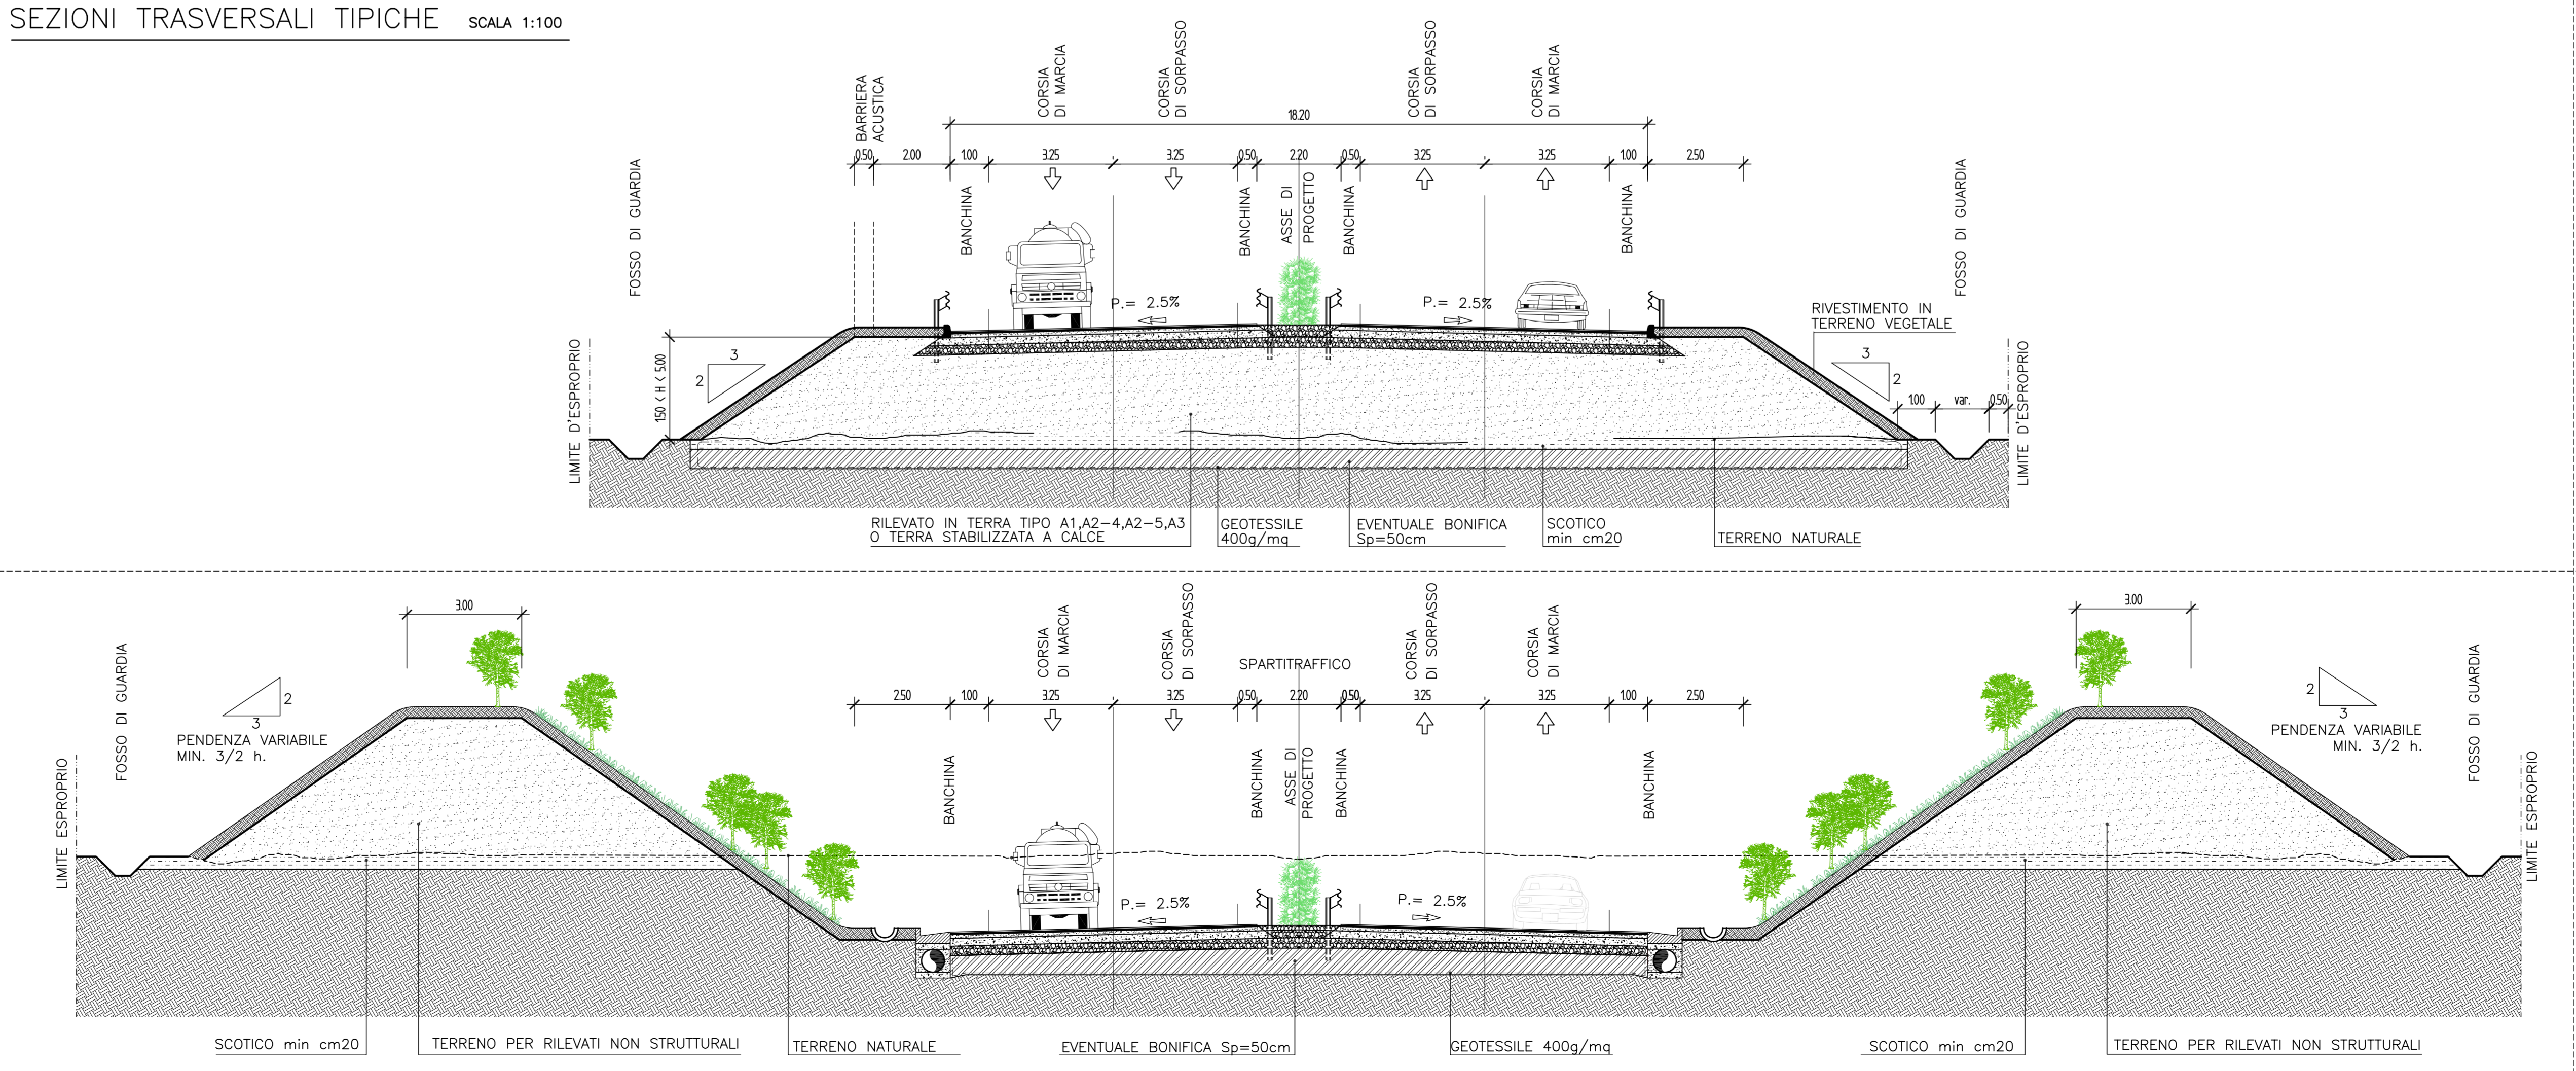 SEZIONI TRASVERSALI TIPICHE SCALA 1:100
BARRIERA
ACUSTICA
CORSIA
DI MARCIA
CORSIA
DI SORPASSO
CORSIA
DI SORPASSO
CORSIA
DI MARCIA
18.20
0.50 2.00 1.00 3.25 3.25 0.50 2.20 0.50 3.25 3.25 1.00 2.50
FOSSO DI GUARDIA
BANCHINA
BANCHINA
ASSE DI
PROGETTO
BANCHINA
BANCHINA
FOSSO DI GUARDIA
P.= 2.5%
P.= 2.5%
RIVESTIMENTO IN
TERRENO VEGETALE
LIMITE D'ESPROPRIO
1.50 < H < 5.00
3
2
3
2
1.00 var. 0.50
LIMITE D'ESPROPRIO
RILEVATO IN TERRA TIPO A1,A2-4,A2-5,A3
O TERRA STABILIZZATA A CALCE
GEOTESSILE
400g/mq
EVENTUALE BONIFICA
Sp=50cm
SCOTICO
min cm20
TERRENO NATURALE
3.00
CORSIA
DI MARCIA
CORSIA
DI SORPASSO
SPARTITRAFFICO
CORSIA
DI SORPASSO
CORSIA
DI MARCIA
3.00
2.50 1.00 3.25 3.25 0.50 2.20 0.50 3.25 3.25 1.00 2.50
FOSSO DI GUARDIA
2
3
PENDENZA VARIABILE
MIN. 3/2 h.
2
3
PENDENZA VARIABILE
MIN. 3/2 h.
FOSSO DI GUARDIA
LIMITE ESPROPRIO
BANCHINA
BANCHINA
ASSE DI
PROGETTO
BANCHINA
BANCHINA
LIMITE ESPROPRIO
P.= 2.5%
P.= 2.5%
SCOTICO min cm20
TERRENO PER RILEVATI NON STRUTTURALI
TERRENO NATURALE
EVENTUALE BONIFICA Sp=50cm
GEOTESSILE 400g/mq
SCOTICO min cm20
TERRENO PER RILEVATI NON STRUTTURALI